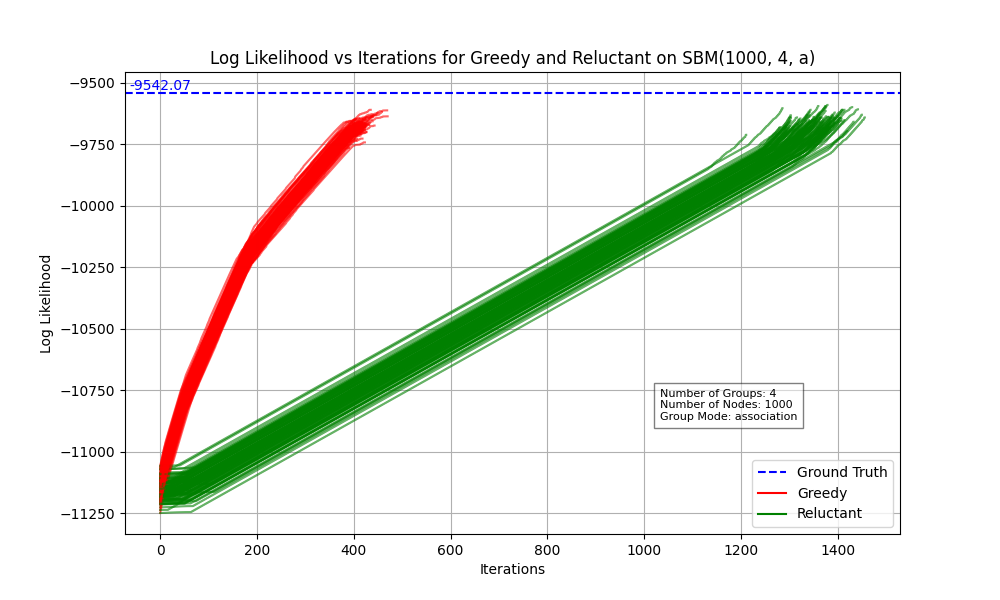 Log Likelihood vs Iterations for Greedy and Reluctant on SBM(1000, 4, a)
-9542.07
−9500
−9750
−10000
−10250
−10500
−10750
−11000
−11250
Log Likelihood
Number of Groups: 4
Number of Nodes: 1000
Group Mode: association
Ground Truth
Greedy
Reluctant
0 200 400 600 800 1000 1200 1400
Iterations